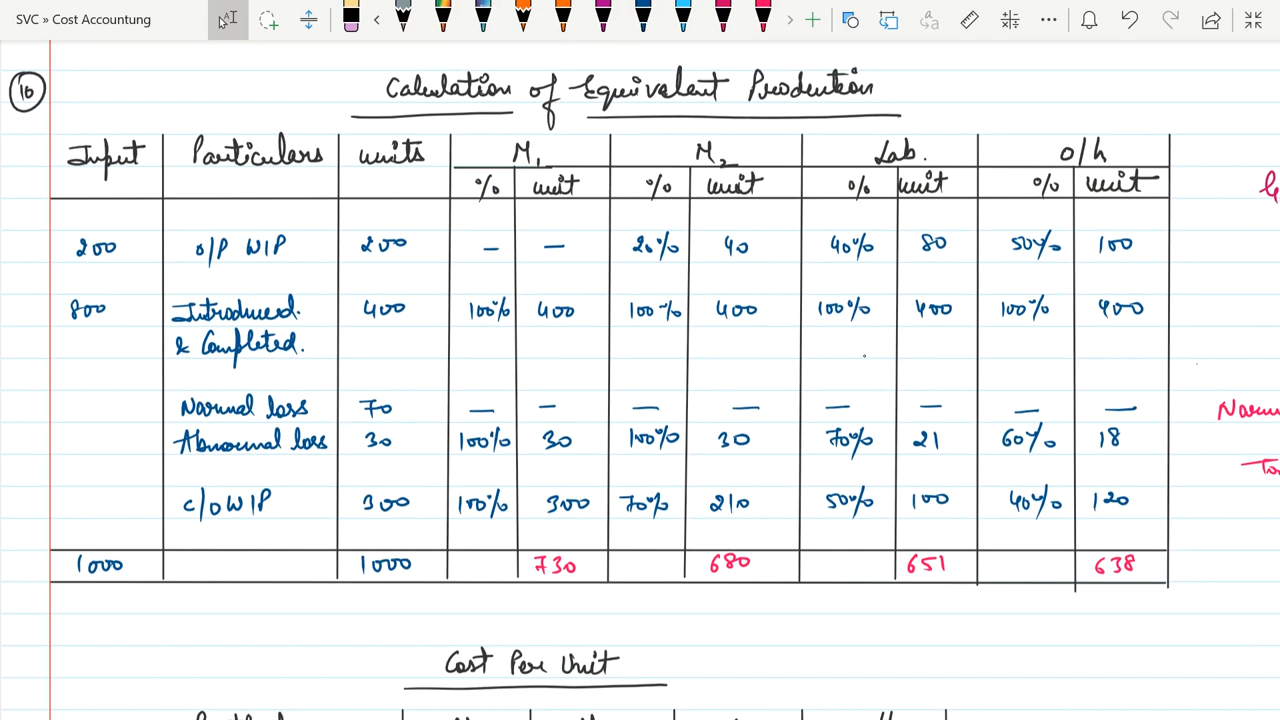 SVC » Cost Accountung
16 Calculation of Equivalent Production
Input Particulars units M1 M2 Lab. O/h
% unit % unit % unit % unit
200 O/P WIP 200 — — 20% 40 40% 80 50% 100
800 Introduced 400 100% 400 100% 400 100% 400 100% 400
& Completed.
Normal loss 70 — — — — — — — —
Abnormal loss 30 100% 30 100% 30 70% 21 60% 18
C/O WIP 300 100% 300 70% 210 50% 100 40% 120
1000 1000 730 680 651 638
Cost Per Unit